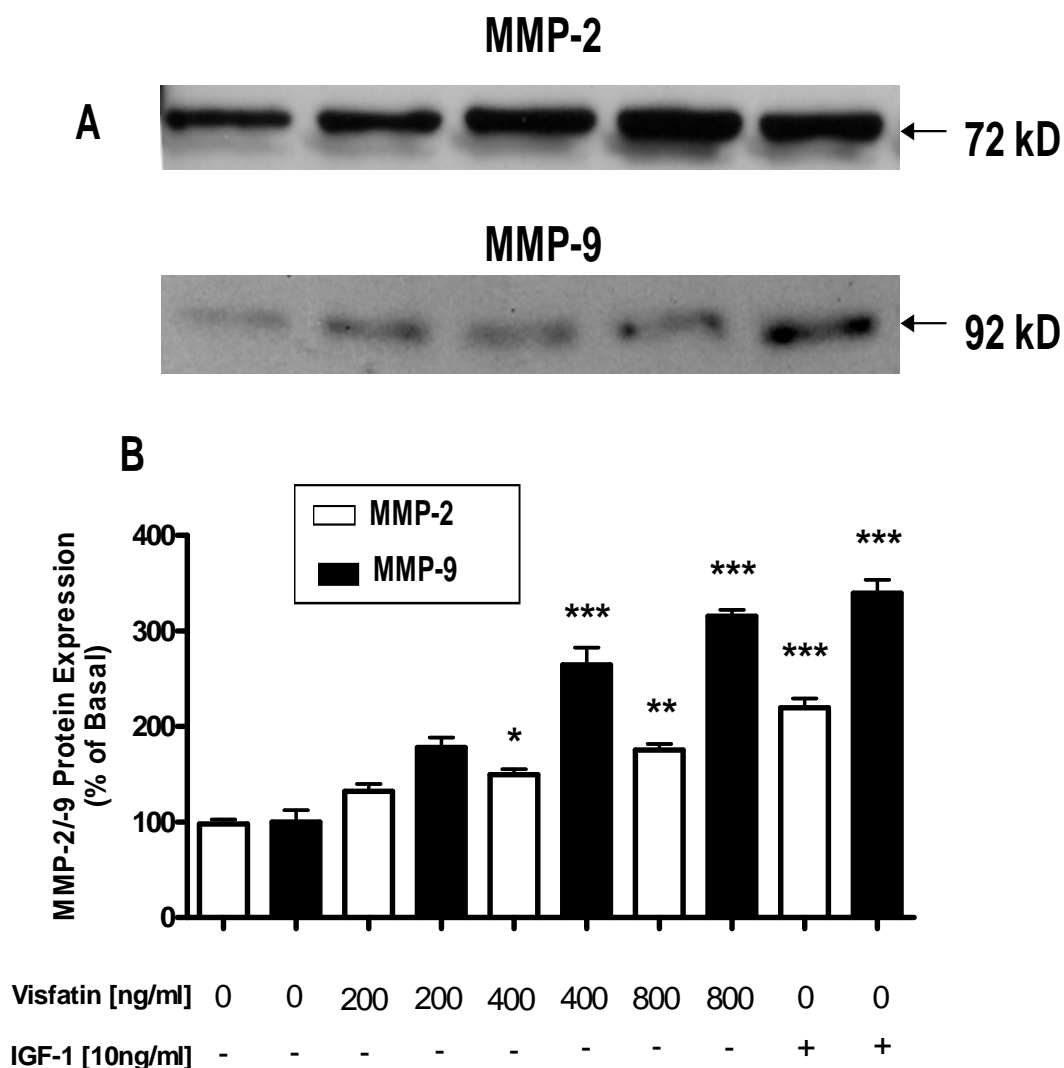 MMP-2
A
72 kD
MMP-9
92 kD
B
MMP-2
MMP-9
MMP-2/-9 Protein Expression
(% of Basal)
400
300
200
100
0
* *** ** *** *** ***
Visfatin [ng/ml] 0 0 200 200 400 400 800 800 0 0
IGF-1 [10ng/ml] - - - - - - - - + +